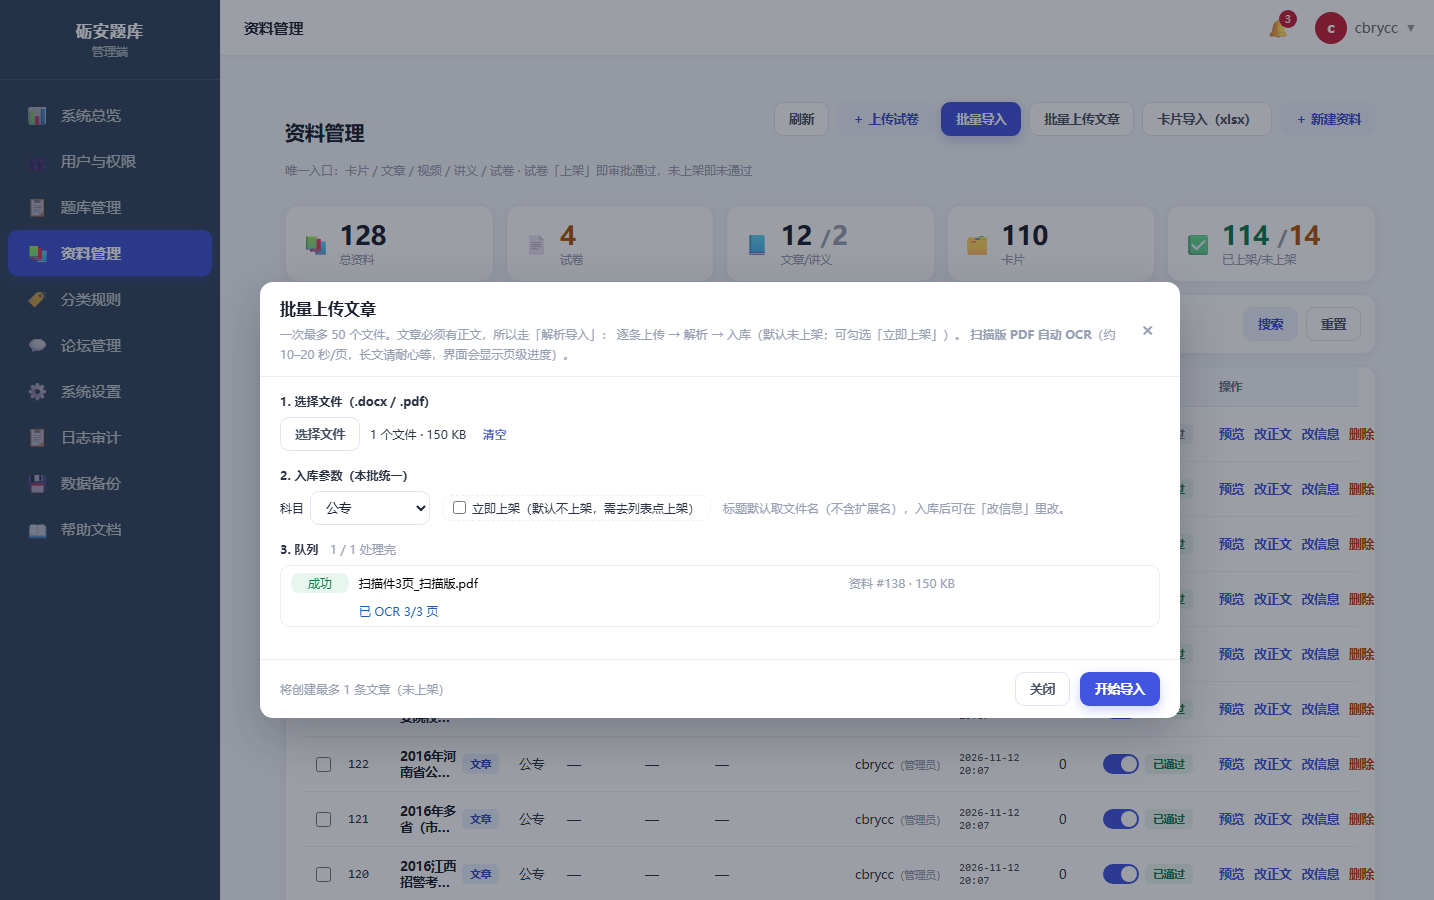 砺安题库
管理端
系统总览
用户与权限
题库管理
资料管理
分类规则
论坛管理
系统设置
日志审计
数据备份
帮助文档
资料管理
3
c cbrycc ▼
资料管理
刷新 + 上传试卷 批量导入 批量上传文章 卡片导入（xlsx） + 新建资料
唯一入口：卡片 / 文章 / 视频 / 讲义 / 试卷 · 试卷「上架」即审批通过，未上架即未通过
128
总资料
4
试卷
12 /2
文章/讲义
110
卡片
114 /14
已上架/未上架
搜索 重置
批量上传文章
一次最多 50 个文件。文章必须有正文，所以走「解析导入」： 逐条上传 → 解析 → 入库（默认未上架；可勾选「立即上架」）。 扫描版 PDF 自动 OCR（约
10–20 秒/页，长文请耐心等，界面会显示页级进度）。
×
1. 选择文件（.docx / .pdf）
选择文件 1 个文件 · 150 KB 清空
2. 入库参数（本批统一）
科目 公专 立即上架（默认不上架，需去列表点上架） 标题默认取文件名（不含扩展名），入库后可在「改信息」里改。
3. 队列 1 / 1 处理完
成功 扫描件3页_扫描版.pdf 资料 #138 · 150 KB
已 OCR 3/3 页
将创建最多 1 条文章（未上架）
关闭 开始导入
操作
预览 改正文 改信息 删除
预览 改正文 改信息 删除
预览 改正文 改信息 删除
预览 改正文 改信息 删除
预览 改正文 改信息 删除
预览 改正文 改信息 删除
122 2016年河南省公... 文章 公专 — — — cbrycc (管理员) 2026-11-12 20:07 0 已通过 预览 改正文 改信息 删除
121 2016年多省（市... 文章 公专 — — — cbrycc (管理员) 2026-11-12 20:07 0 已通过 预览 改正文 改信息 删除
120 2016江西招警考... 文章 公专 — — — cbrycc (管理员) 2026-11-12 20:07 0 已通过 预览 改正文 改信息 删除